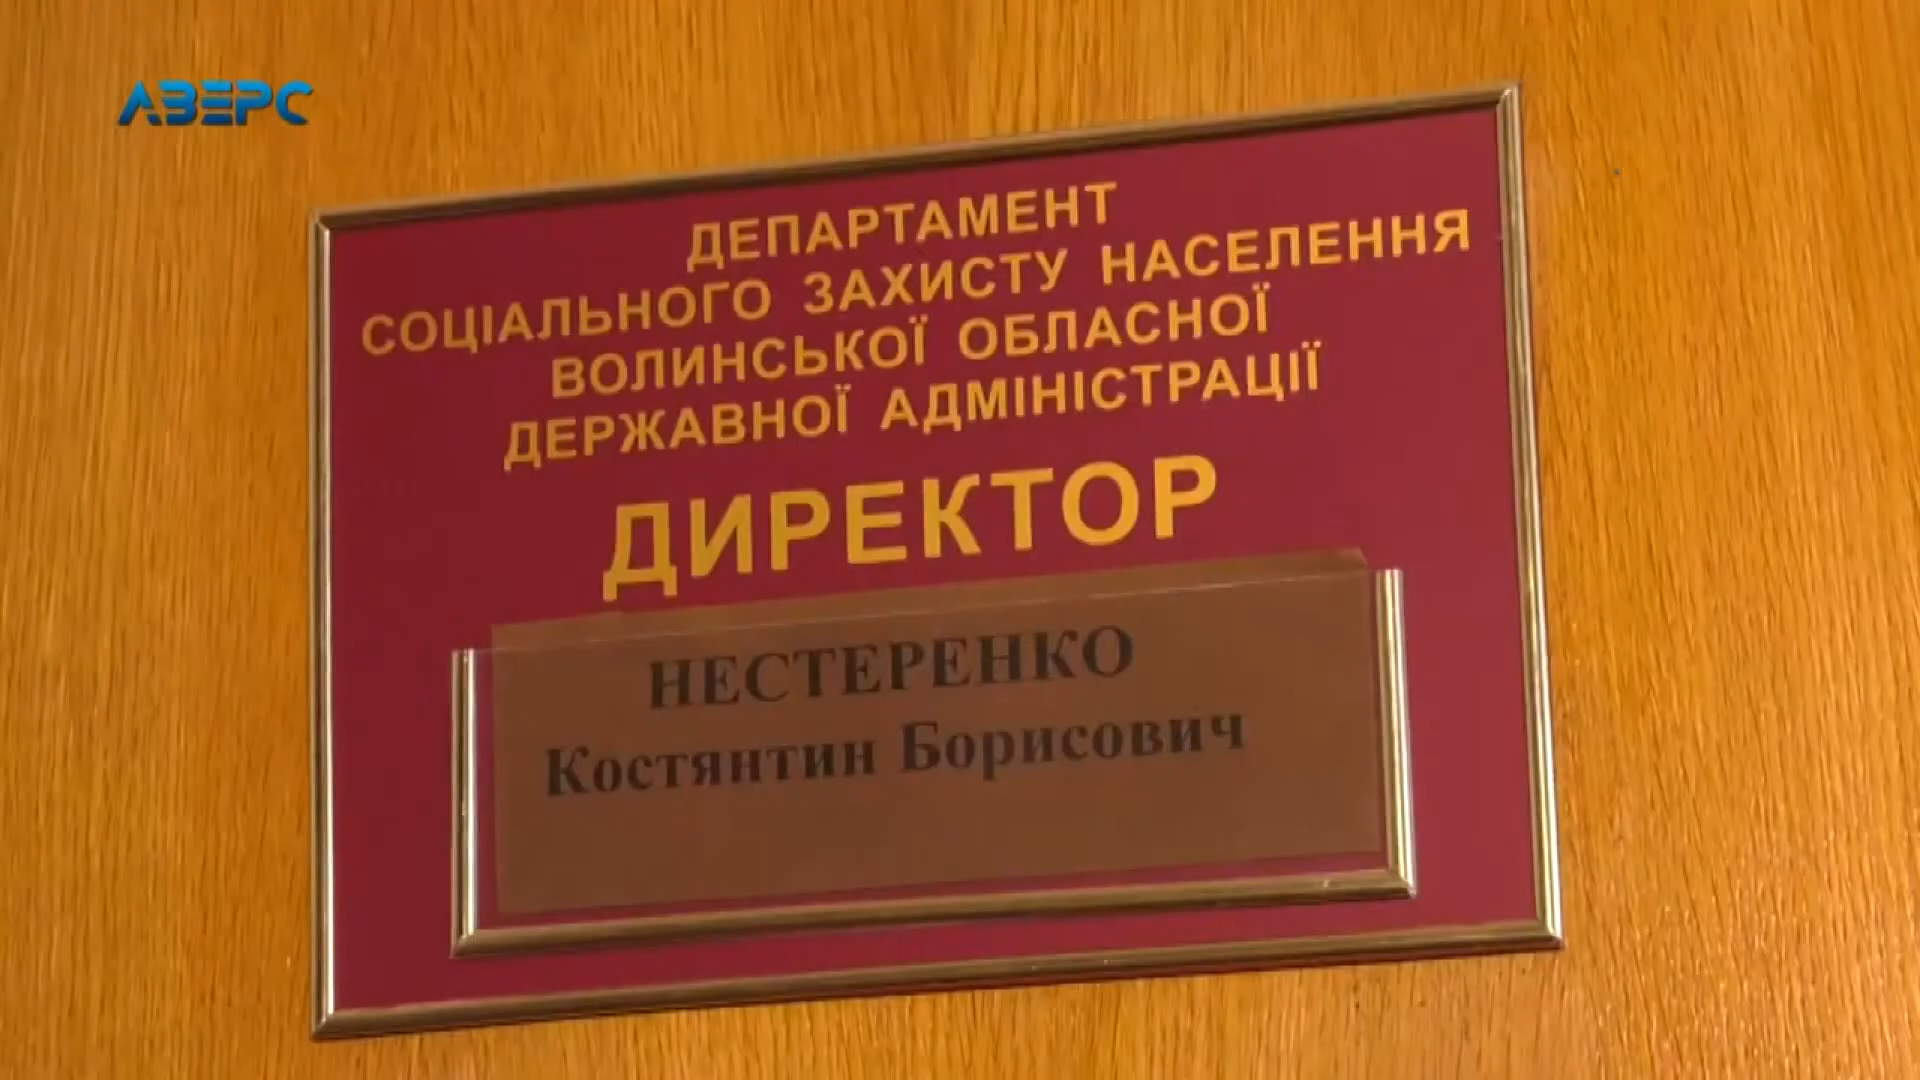 АВЕРС
ДЕПАРТАМЕНТ
СОЦІАЛЬНОГО ЗАХИСТУ НАСЕЛЕННЯ
ВОЛИНСЬКОЇ ОБЛАСНОЇ
ДЕРЖАВНОЇ АДМІНІСТРАЦІЇ
ДИРЕКТОР
НЕСТЕРЕНКО
Костянтин Борисович